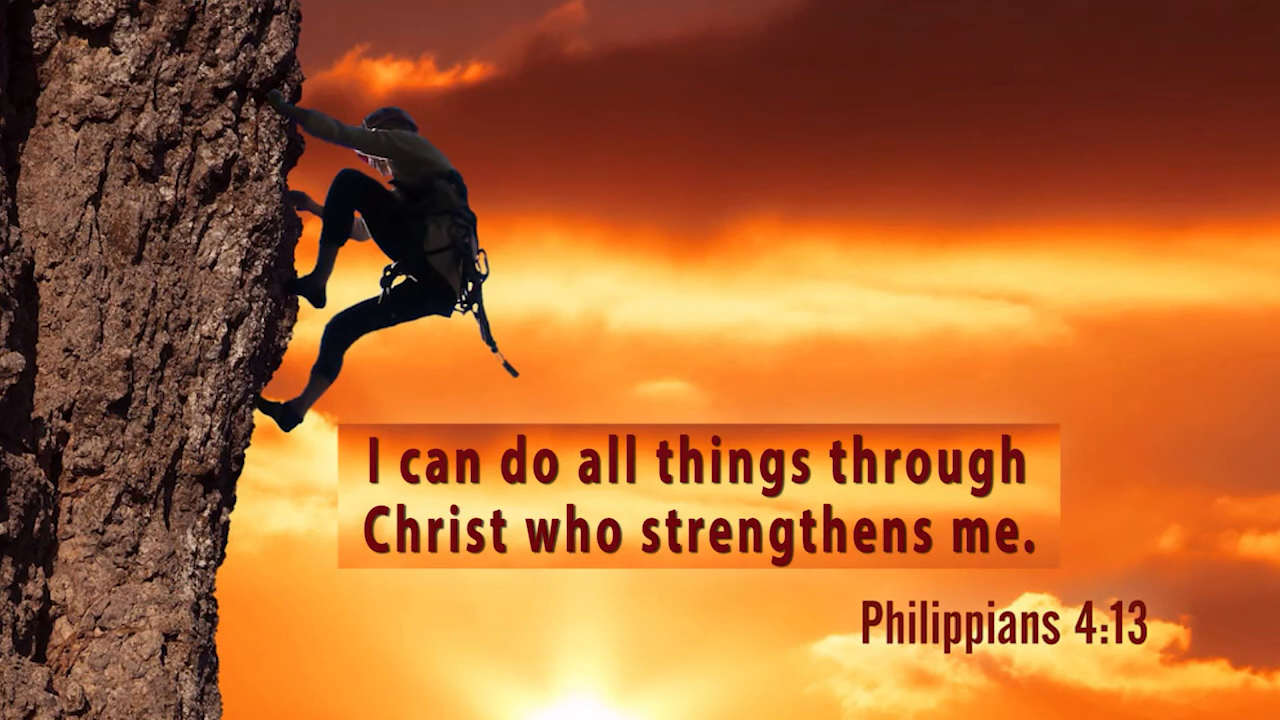 I can do all things through
Christ who strengthens me.
Philippians 4:13